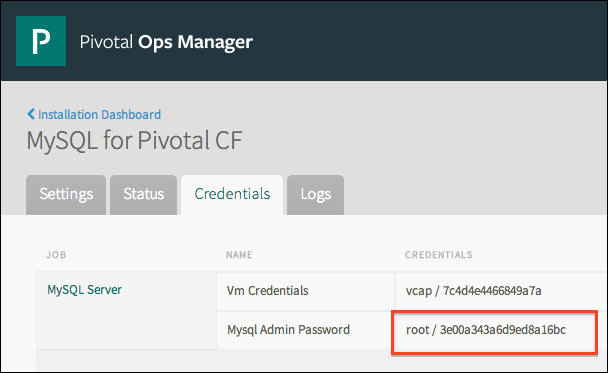 P
Pivotal Ops Manager
Installation Dashboard
MySQL for Pivotal CF
Settings Status Credentials Logs
JOB NAME CREDENTIALS
MySQL Server Vm Credentials vcap / 7c4d4e4466849a7a
Mysql Admin Password root / 3e00a343a6d9ed8a16bc